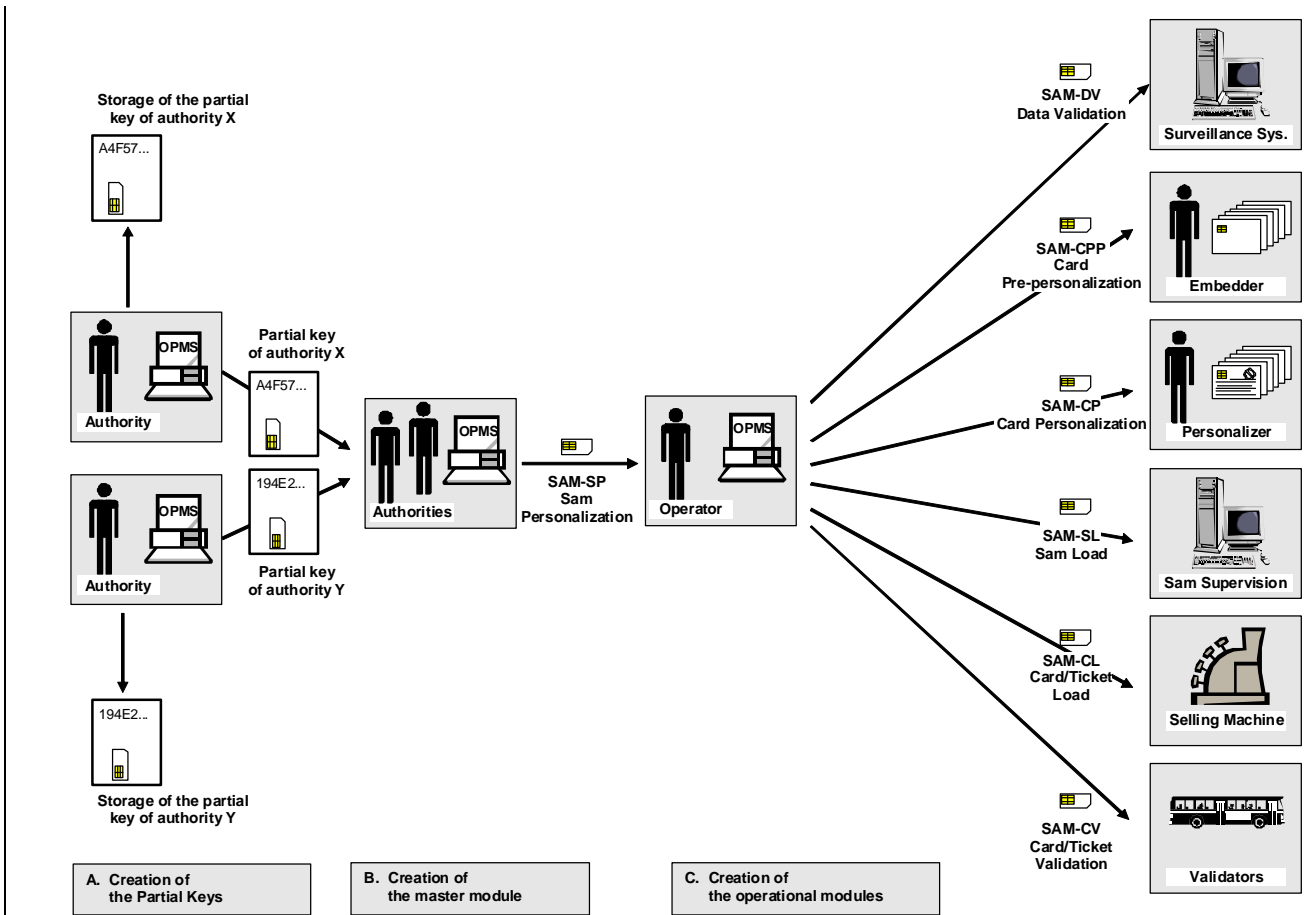 Storage of the partial
key of authority X
A4F57...
OPMS
Authority
Partial key
of authority X
A4F57...
OPMS
Authority
194E2...
Partial key
of authority Y
194E2...
Storage of the partial
key of authority Y
OPMS
Authorities
SAM-SP
Sam
Personalization
OPMS
Operator
SAM-DV
Data Validation
Surveillance Sys.
SAM-CPP
Card
Pre-personalization
Embedder
SAM-CP
Card Personalization
Personalizer
SAM-SL
Sam Load
Sam Supervision
SAM-CL
Card/Ticket
Load
Selling Machine
SAM-CV
Card/Ticket
Validation
Validators
A. Creation of
the Partial Keys
B. Creation of
the master module
C. Creation of
the operational modules